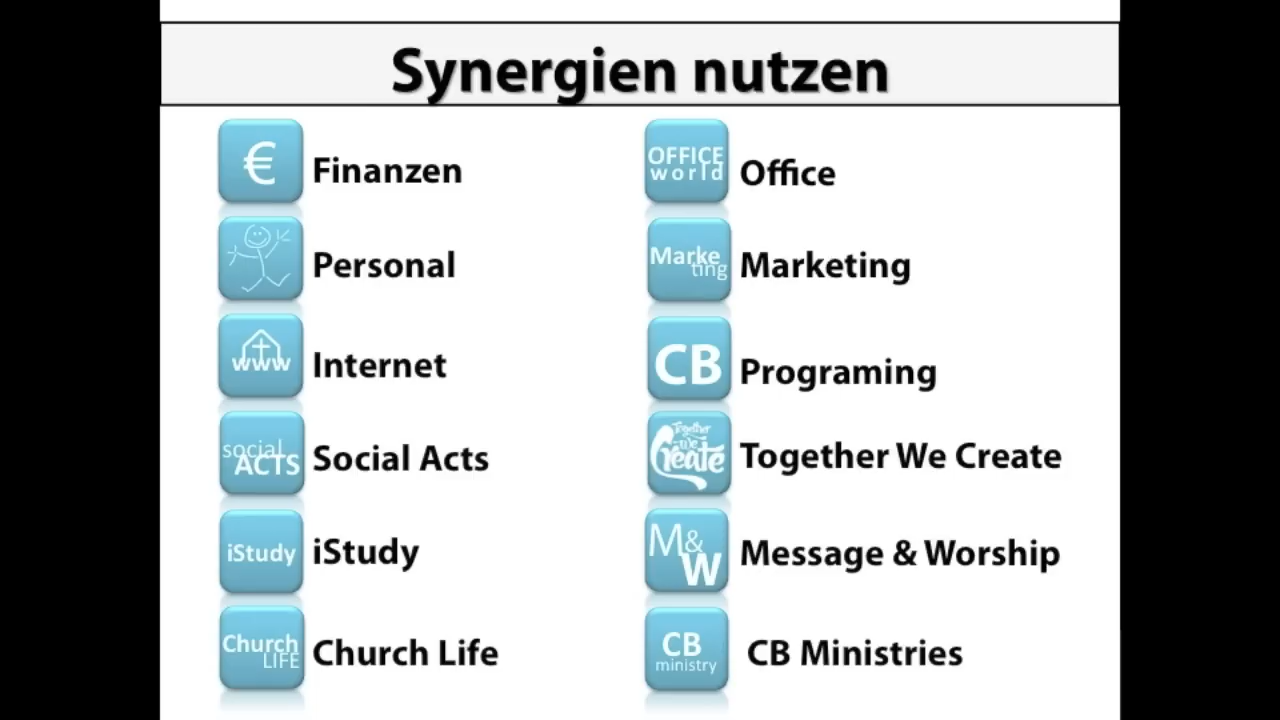 Synergien nutzen
€ Finanzen
Personal
www Internet
social
ACTS Social Acts
iStudy iStudy
Church
LIFE Church Life
OFFICE
world Office
Marke
ting Marketing
CB Programing
Together
we
Create Together We Create
M&
W Message & Worship
CB
ministry CB Ministries